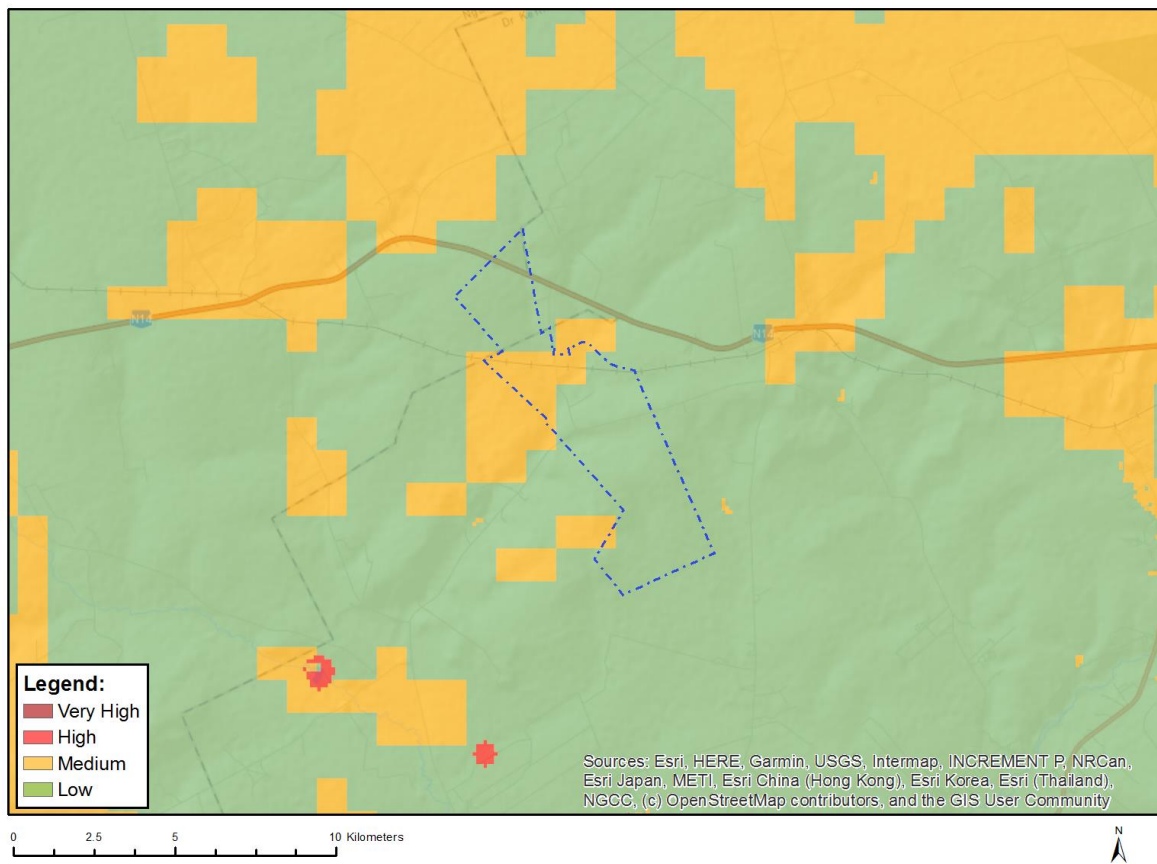 N14
N14
Legend:
Very High
High
Medium
Low
Sources: Esri, HERE, Garmin, USGS, Intermap, INCREMENT P, NRCan,
Esri Japan, METI, Esri China (Hong Kong), Esri Korea, Esri (Thailand),
NGCC, (c) OpenStreetMap contributors, and the GIS User Community
0 2.5 5 10 Kilometers
N